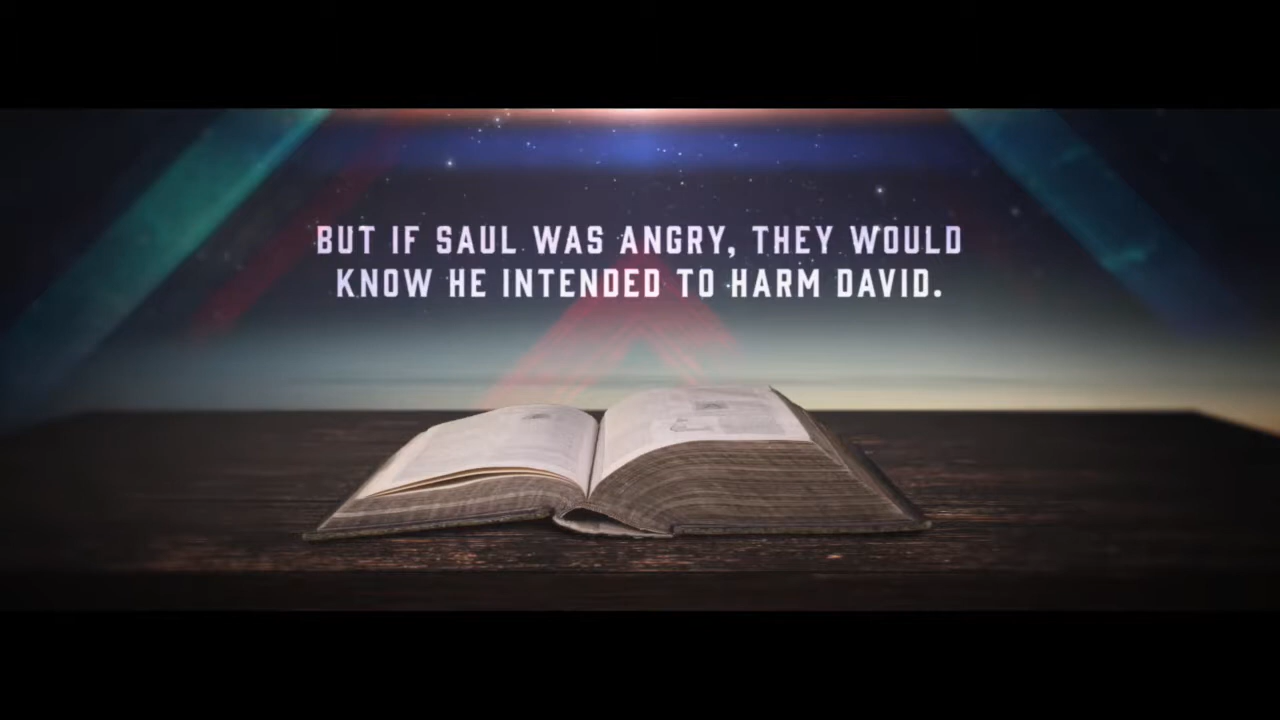 BUT IF SAUL WAS ANGRY, THEY WOULD
KNOW HE INTENDED TO HARM DAVID.